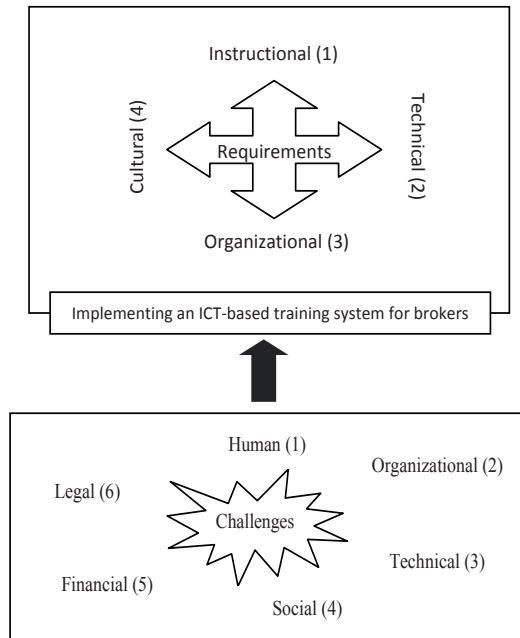 Instructional (1)
Cultural (4)
Requirements
Technical (2)
Organizational (3)
Implementing an ICT-based training system for brokers
Human (1)
Organizational (2)
Legal (6)
Challenges
Technical (3)
Financial (5)
Social (4)